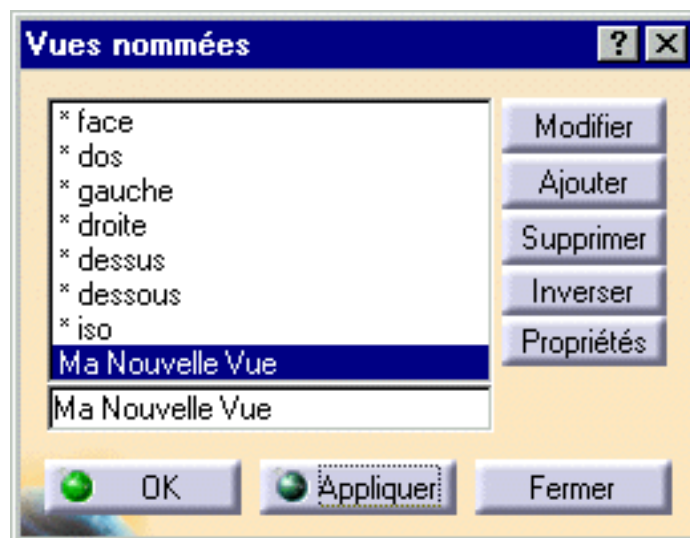 Vues nommées
* face
* dos
* gauche
* droite
* dessus
* dessous
* iso
Ma Nouvelle Vue
Ma Nouvelle Vue
Modifier
Ajouter
Supprimer
Inverser
Propriétés
OK
Appliquer
Fermer